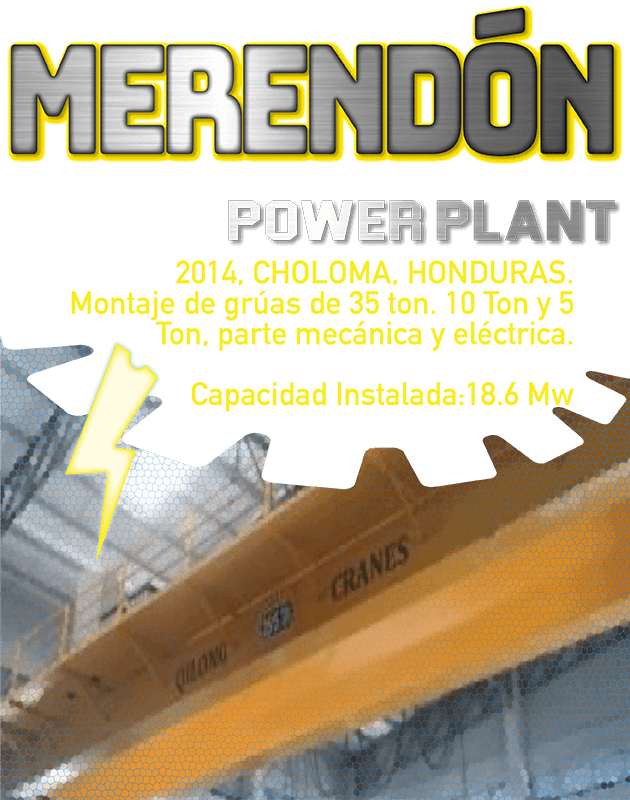 MERENDÓN
POWER PLANT
2014, CHOLOMA, HONDURAS.
Montaje de grúas de 35 ton. 10 Ton y 5
Ton, parte mecánica y eléctrica.
Capacidad Instalada:18.6 Mw
QILONG CRANES